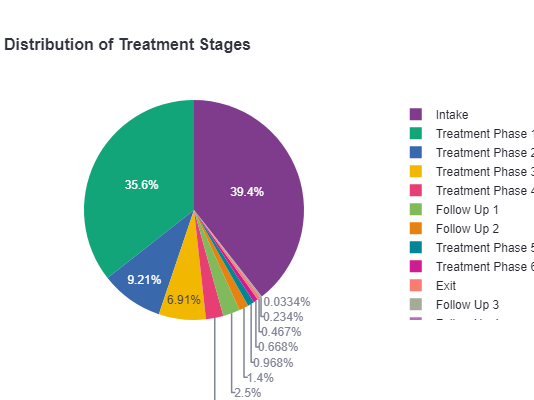 Distribution of Treatment Stages
35.6%
39.4%
9.21%
6.91%
0.0334%
0.234%
0.467%
0.668%
0.968%
1.4%
2.5%
Intake
Treatment Phase 1
Treatment Phase 2
Treatment Phase 3
Treatment Phase 4
Follow Up 1
Follow Up 2
Treatment Phase 5
Treatment Phase 6
Exit
Follow Up 3